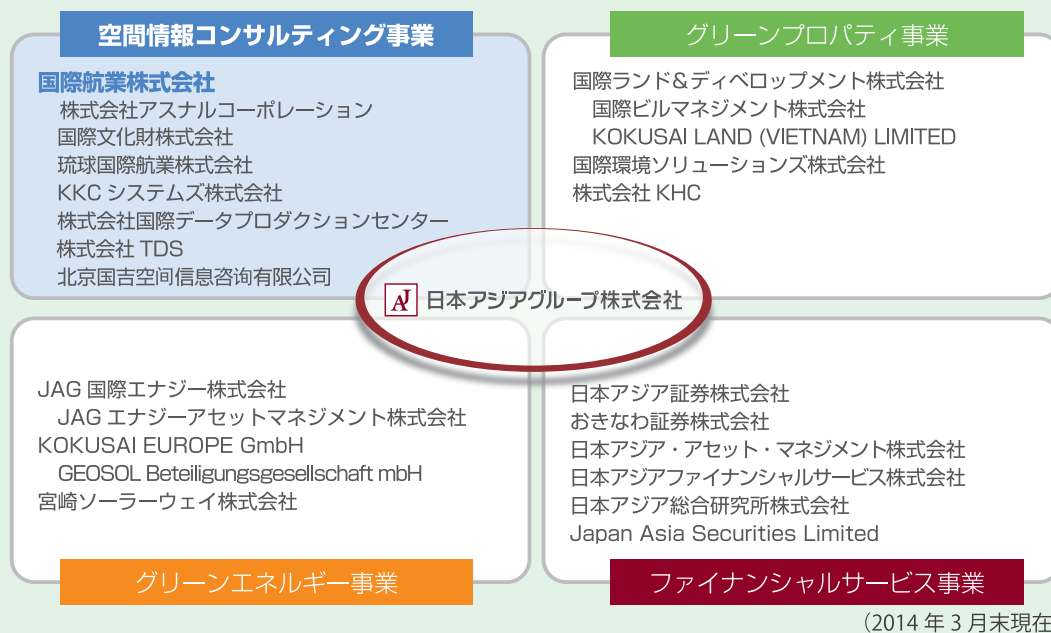 空間情報コンサルティング事業
国際航業株式会社
株式会社アスナルコーポレーション
国際文化財株式会社
琉球国際航業株式会社
KKC システムズ株式会社
株式会社国際データプロダクションセンター
株式会社 TDS
北京国吉空间信息咨询有限公司
グリーンプロパティ事業
国際ランド&ディベロップメント株式会社
国際ビルマネジメント株式会社
KOKUSAI LAND (VIETNAM) LIMITED
国際環境ソリューションズ株式会社
株式会社 KHC
AJ 日本アジアグループ株式会社
JAG 国際エナジー株式会社
JAG エナジーアセットマネジメント株式会社
KOKUSAI EUROPE GmbH
GEOSOL Beteiligungsgesellschaft mbH
宮崎ソーラーウェイ株式会社
グリーンエネルギー事業
日本アジア証券株式会社
おきなわ証券株式会社
日本アジア・アセット・マネジメント株式会社
日本アジアファイナンシャルサービス株式会社
日本アジア総合研究所株式会社
Japan Asia Securities Limited
ファイナンシャルサービス事業
(2014 年 3 月末現在